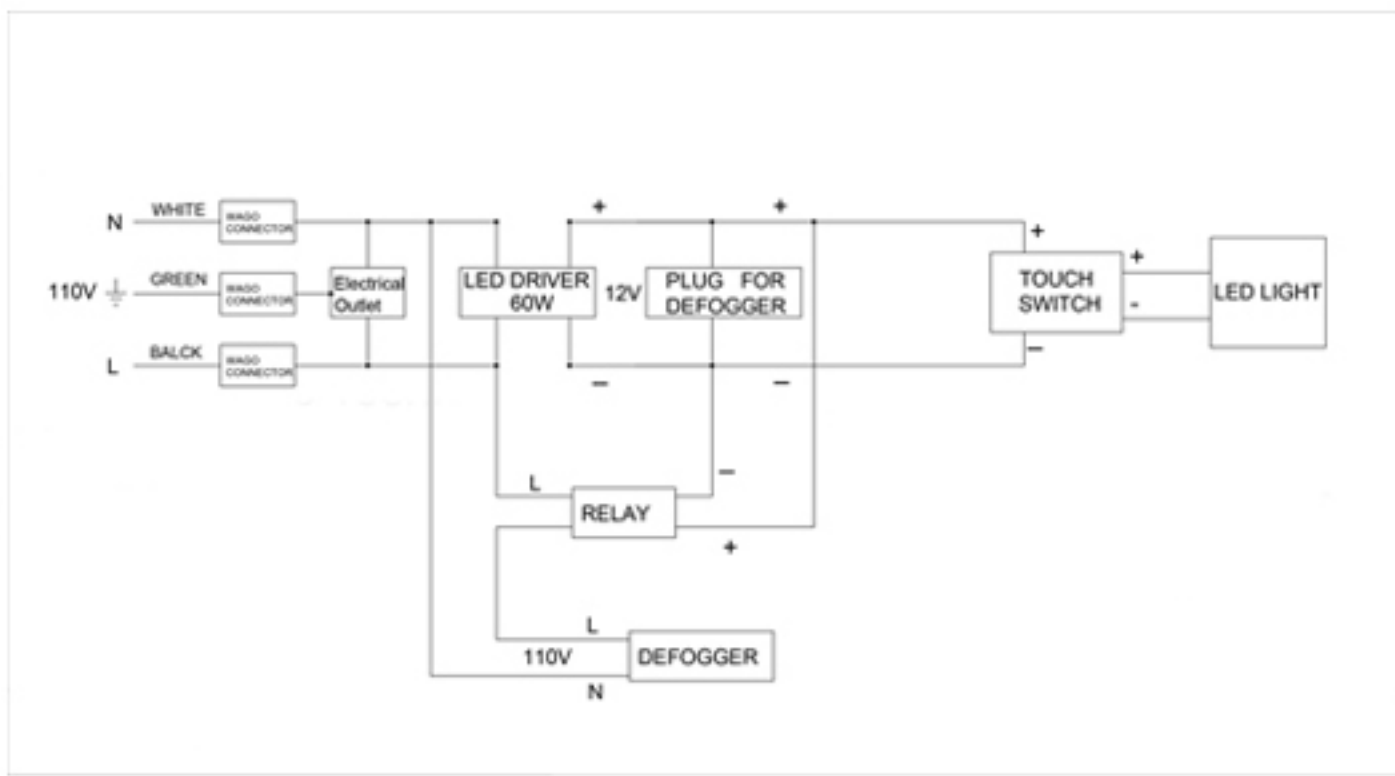 N
WHITE
WAGO
CONNECTOR
+
+
+
110V
GREEN
WAGO
CONNECTOR
Electrical
Outlet
LED DRIVER
60W
12V
PLUG FOR
DEFOGGER
TOUCH
SWITCH
+
-
LED LIGHT
L
BALCK
WAGO
CONNECTOR
–
–
–
L
RELAY
–
+
L
110V
N
DEFOGGER